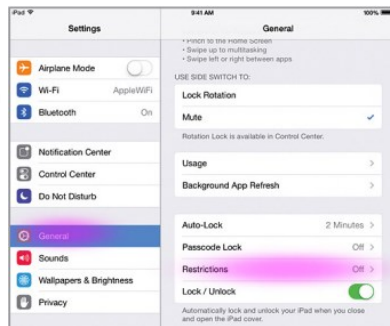 iPad 9:41 AM 100%
Settings
General
• Pinch to the Home Screen
• Swipe up to multitasking
• Swipe left or right between apps
USE SIDE SWITCH TO:
Lock Rotation
Mute
Rotation Lock is available in Control Center.
Usage
Background App Refresh
Auto-Lock 2 Minutes
Passcode Lock Off
Restrictions Off
Lock / Unlock
Automatically lock and unlock your iPad when you close
and open the iPad cover.
Airplane Mode
Wi-Fi AppleWiFi
Bluetooth On
Notification Center
Control Center
Do Not Disturb
General
Sounds
Wallpapers & Brightness
Privacy